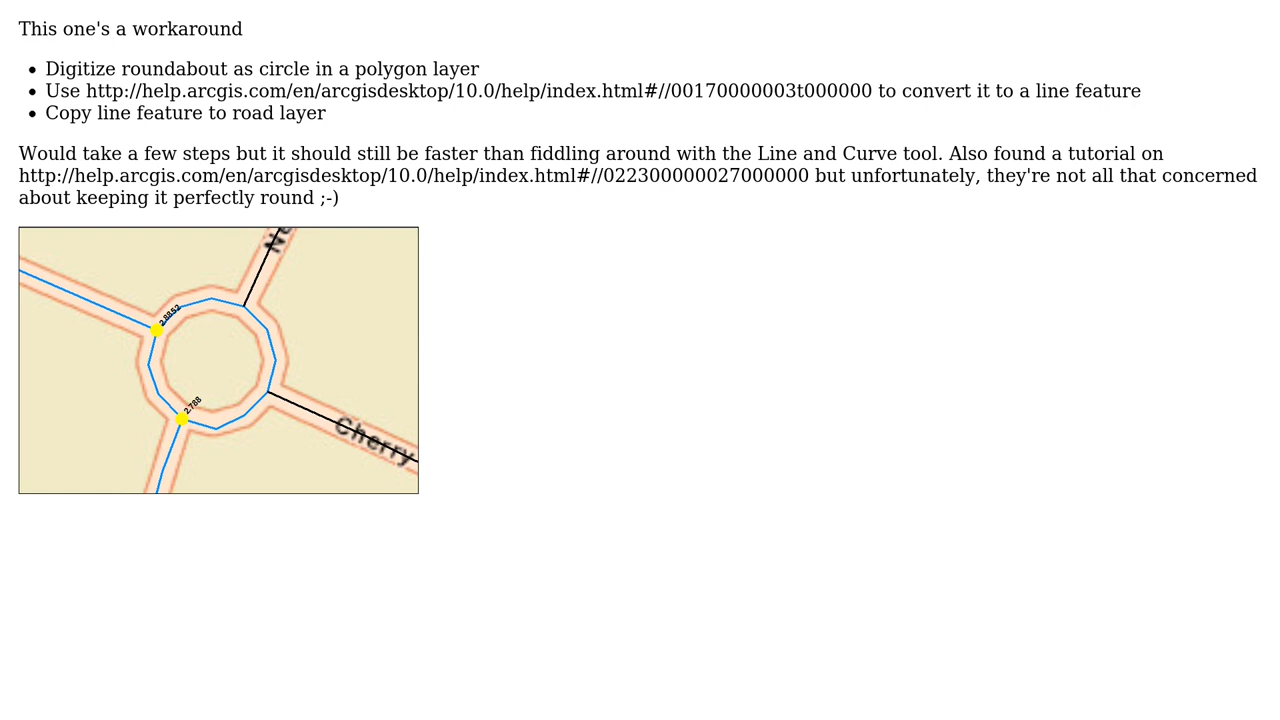 This one's a workaround
• Digitize roundabout as circle in a polygon layer
• Use http://help.arcgis.com/en/arcgisdesktop/10.0/help/index.html#//00170000003t000000 to convert it to a line feature
• Copy line feature to road layer
Would take a few steps but it should still be faster than fiddling around with the Line and Curve tool. Also found a tutorial on
http://help.arcgis.com/en/arcgisdesktop/10.0/help/index.html#//022300000027000000 but unfortunately, they're not all that concerned
about keeping it perfectly round ;-)
2.788
Cherry